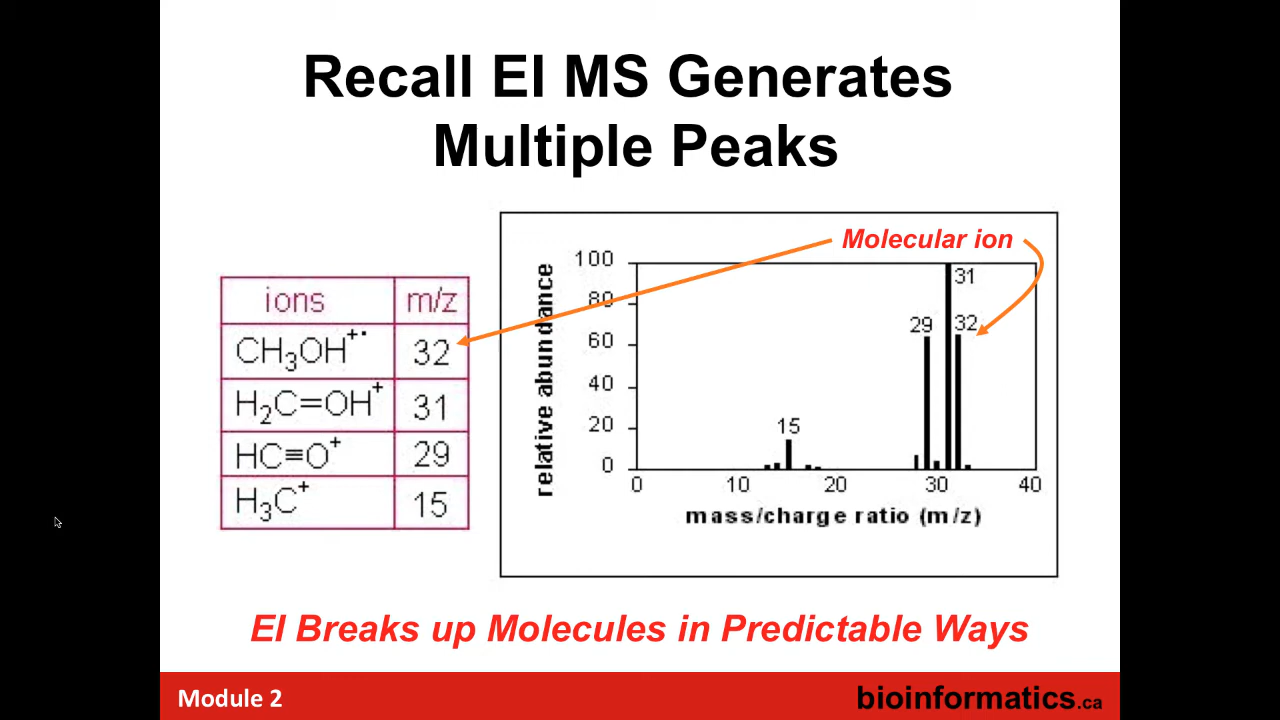 Recall EI MS Generates
Multiple Peaks
ions m/z
CH₃OH⁺· 32
H₂C=OH⁺ 31
HC≡O⁺ 29
H₃C⁺ 15
Molecular ion
relative abundance
100
80
60
40
20
0
31
29
32
15
0 10 20 30 40
mass/charge ratio (m/z)
EI Breaks up Molecules in Predictable Ways
Module 2
bioinformatics.ca